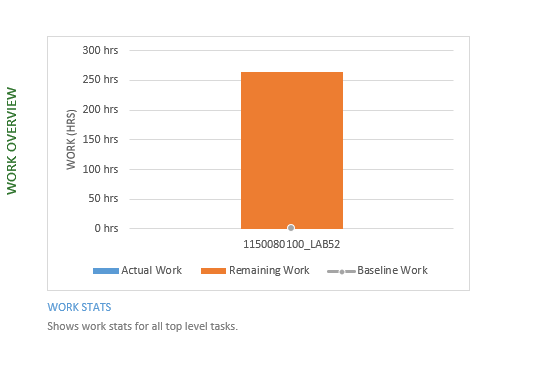 WORK OVERVIEW
300 hrs
250 hrs
200 hrs
150 hrs
100 hrs
50 hrs
0 hrs
WORK (HRS)
1150080100_LAB52
Actual Work Remaining Work Baseline Work
WORK STATS
Shows work stats for all top level tasks.